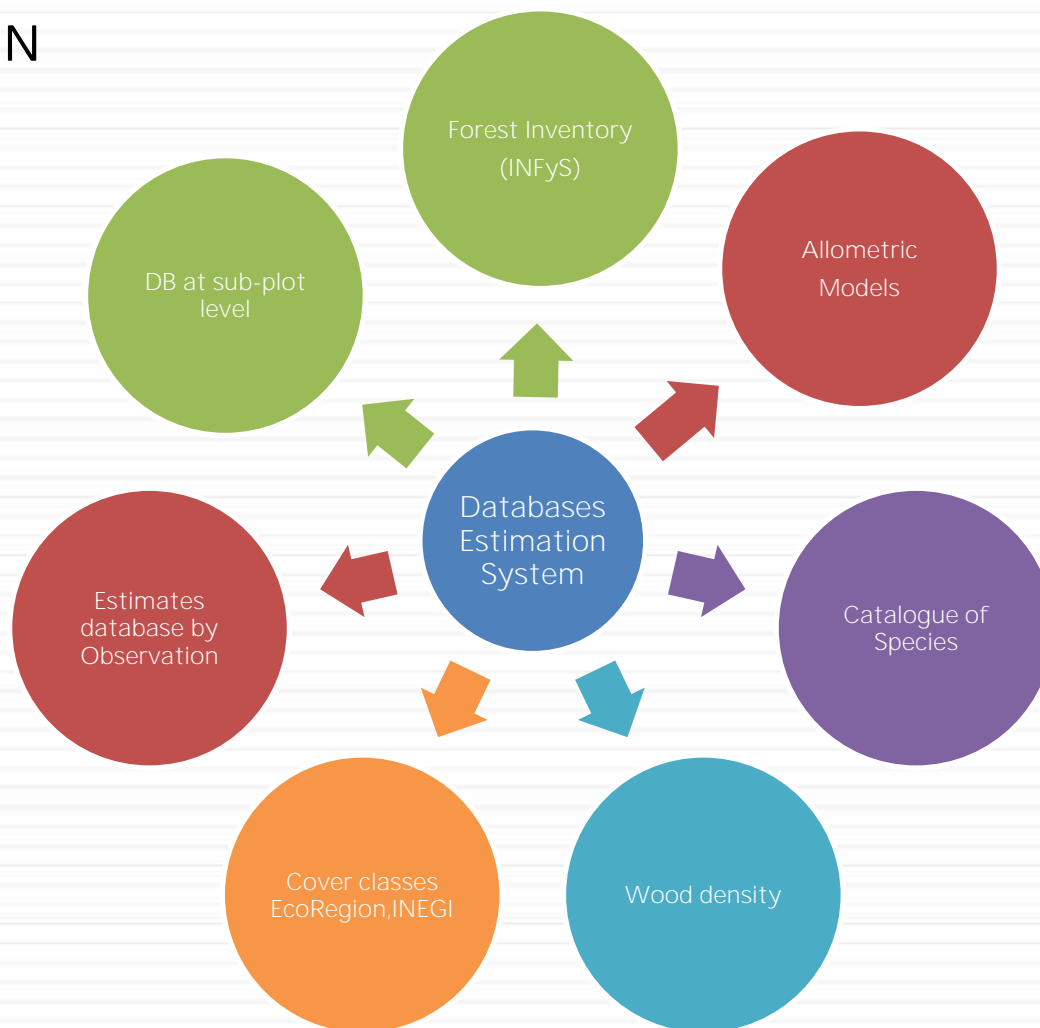 N
Forest Inventory
(INFyS)
Allometric
Models
DB at sub-plot
level
Databases
Estimation
System
Estimates
database by
Observation
Catalogue of
Species
Cover classes
EcoRegion,INEGI
Wood density